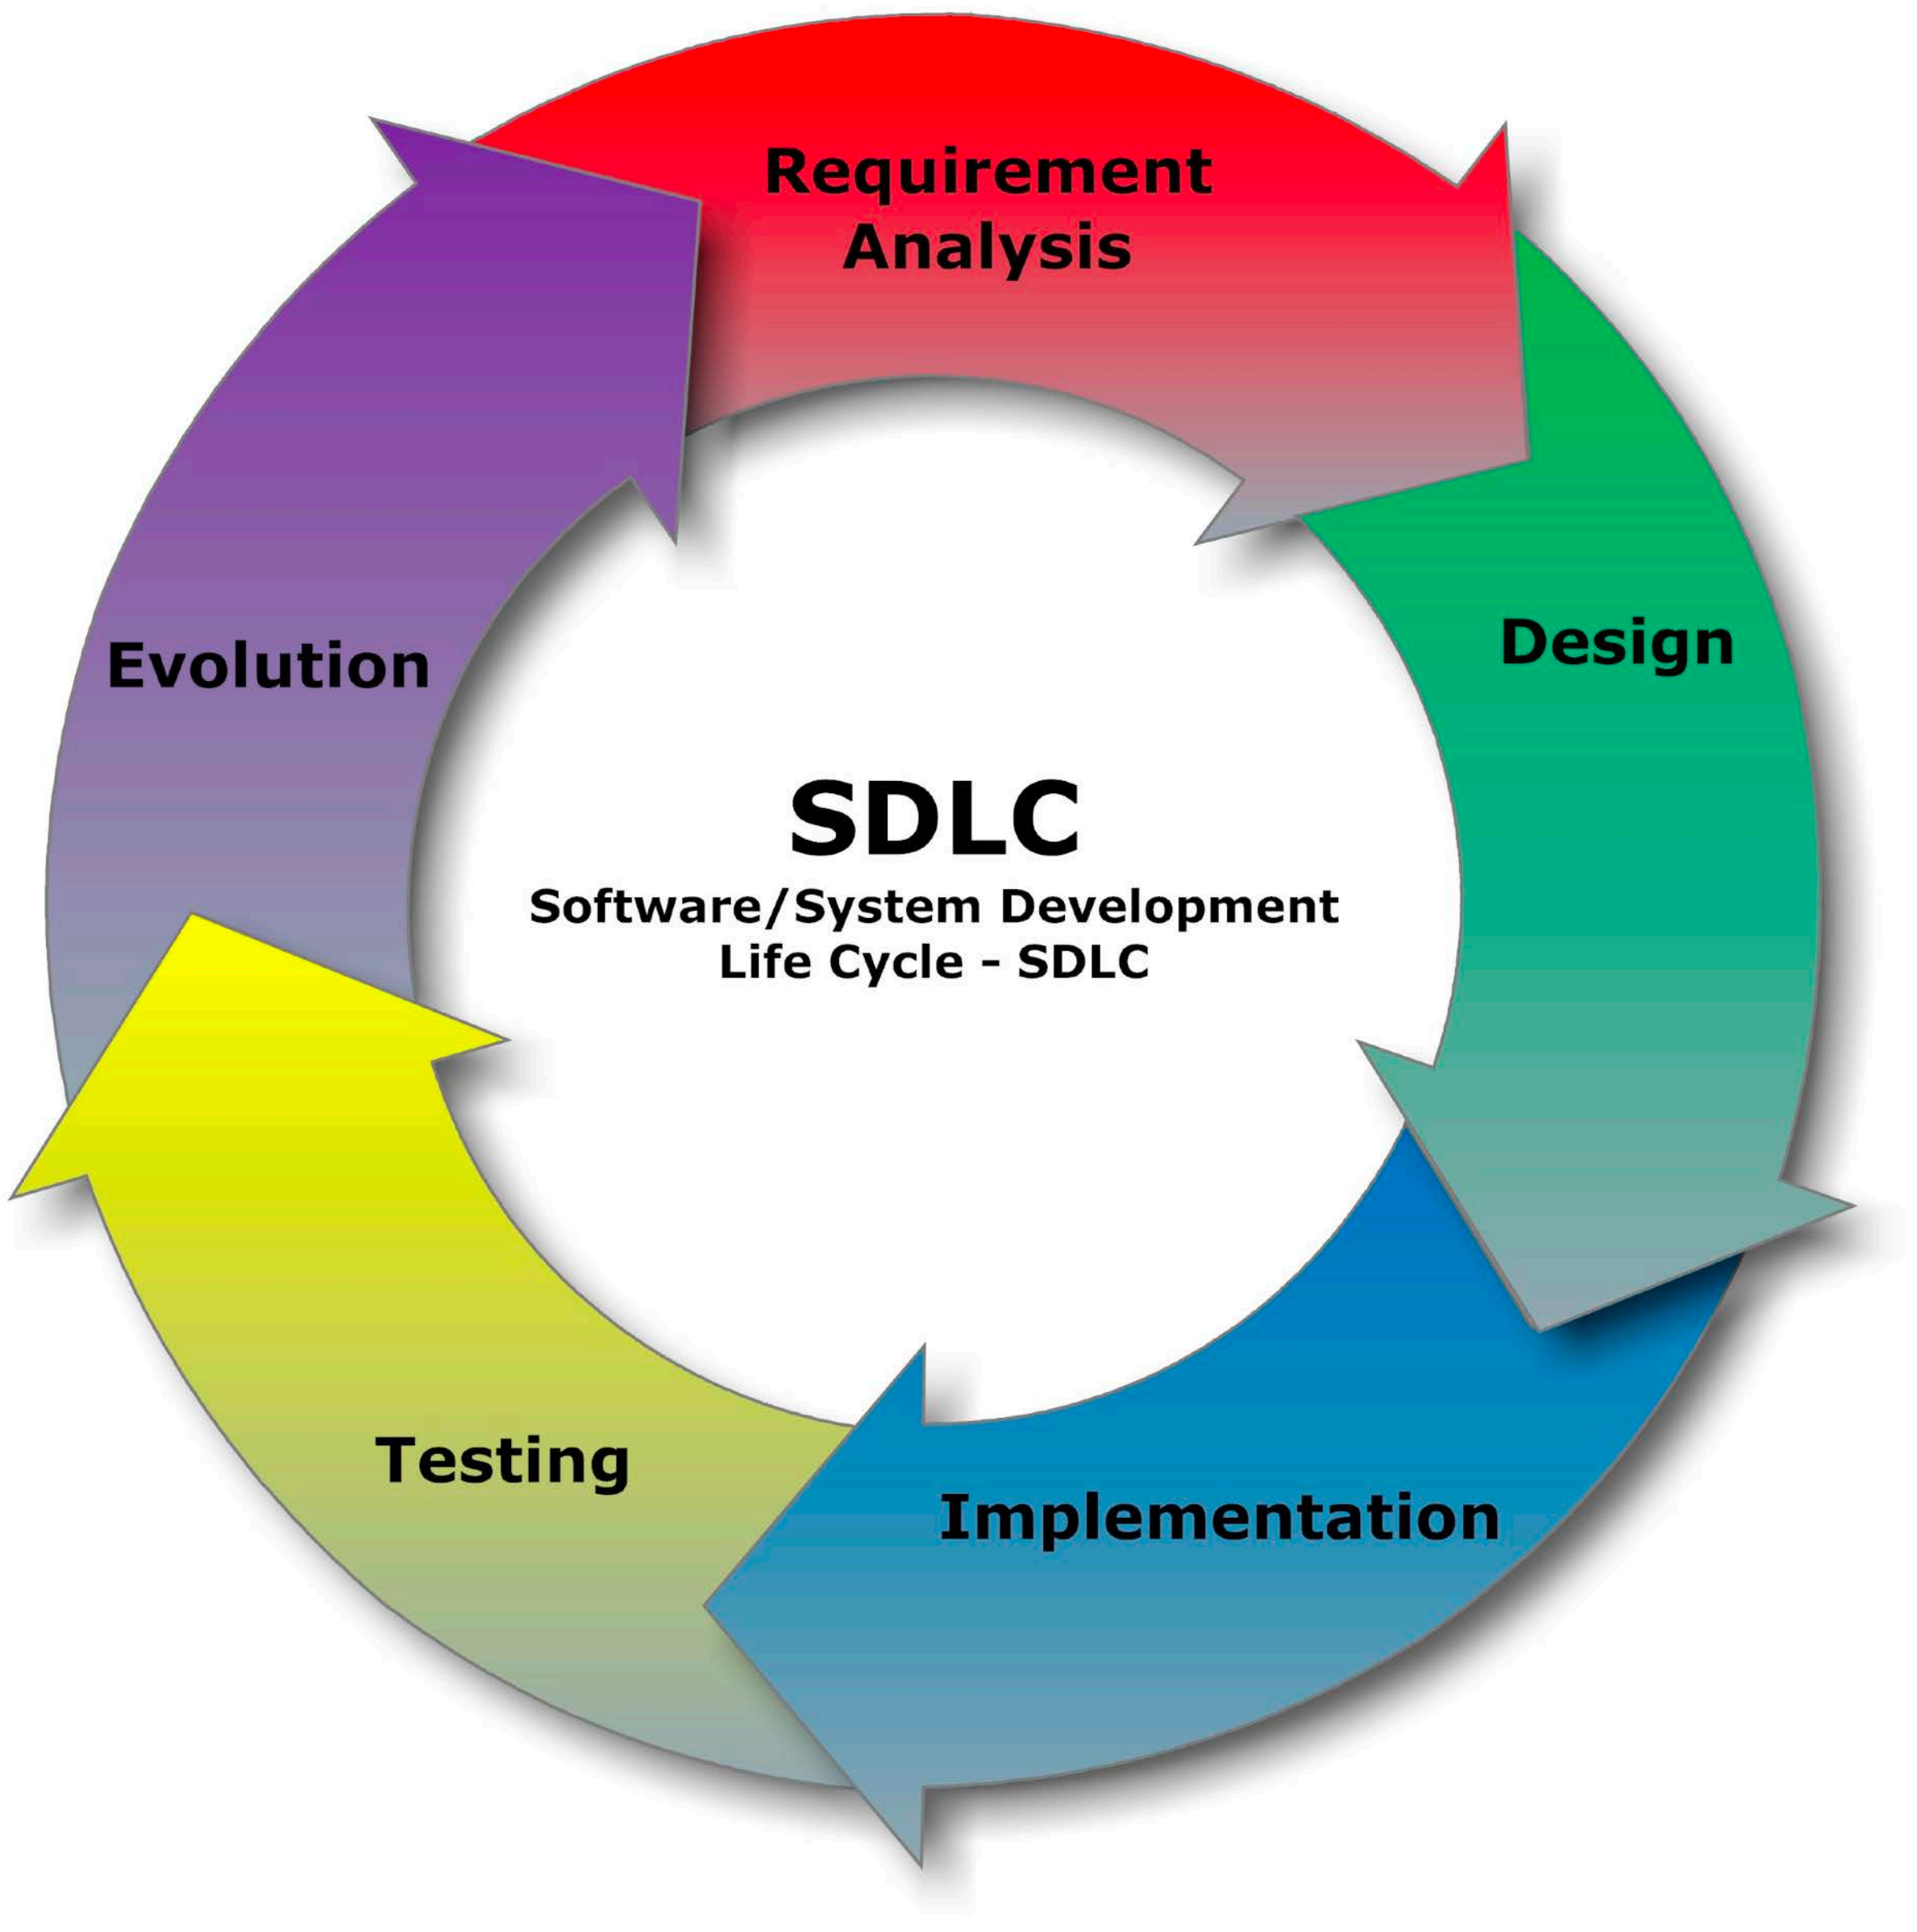 Requirement
Analysis
Design
Evolution
SDLC
Software/System Development
Life Cycle - SDLC
Testing
Implementation